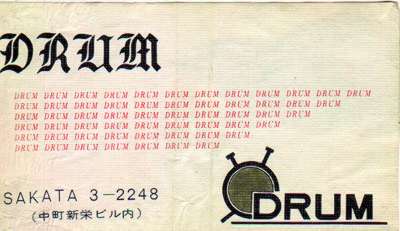 DRUM
DRUM DRUM DRUM DRUM DRUM DRUM DRUM DRUM DRUM DRUM DRUM DRUM
DRUM DRUM DRUM DRUM DRUM DRUM DRUM DRUM DRUM DRUM DRUM
DRUM DRUM DRUM DRUM DRUM DRUM DRUM DRUM DRUM DRUM
DRUM DRUM DRUM DRUM DRUM DRUM DRUM DRUM DRUM
DRUM DRUM DRUM DRUM DRUM DRUM DRUM DRUM
DRUM DRUM DRUM DRUM DRUM DRUM DRUM
SAKATA 3-2248
(中町新栄ビル内)
DRUM